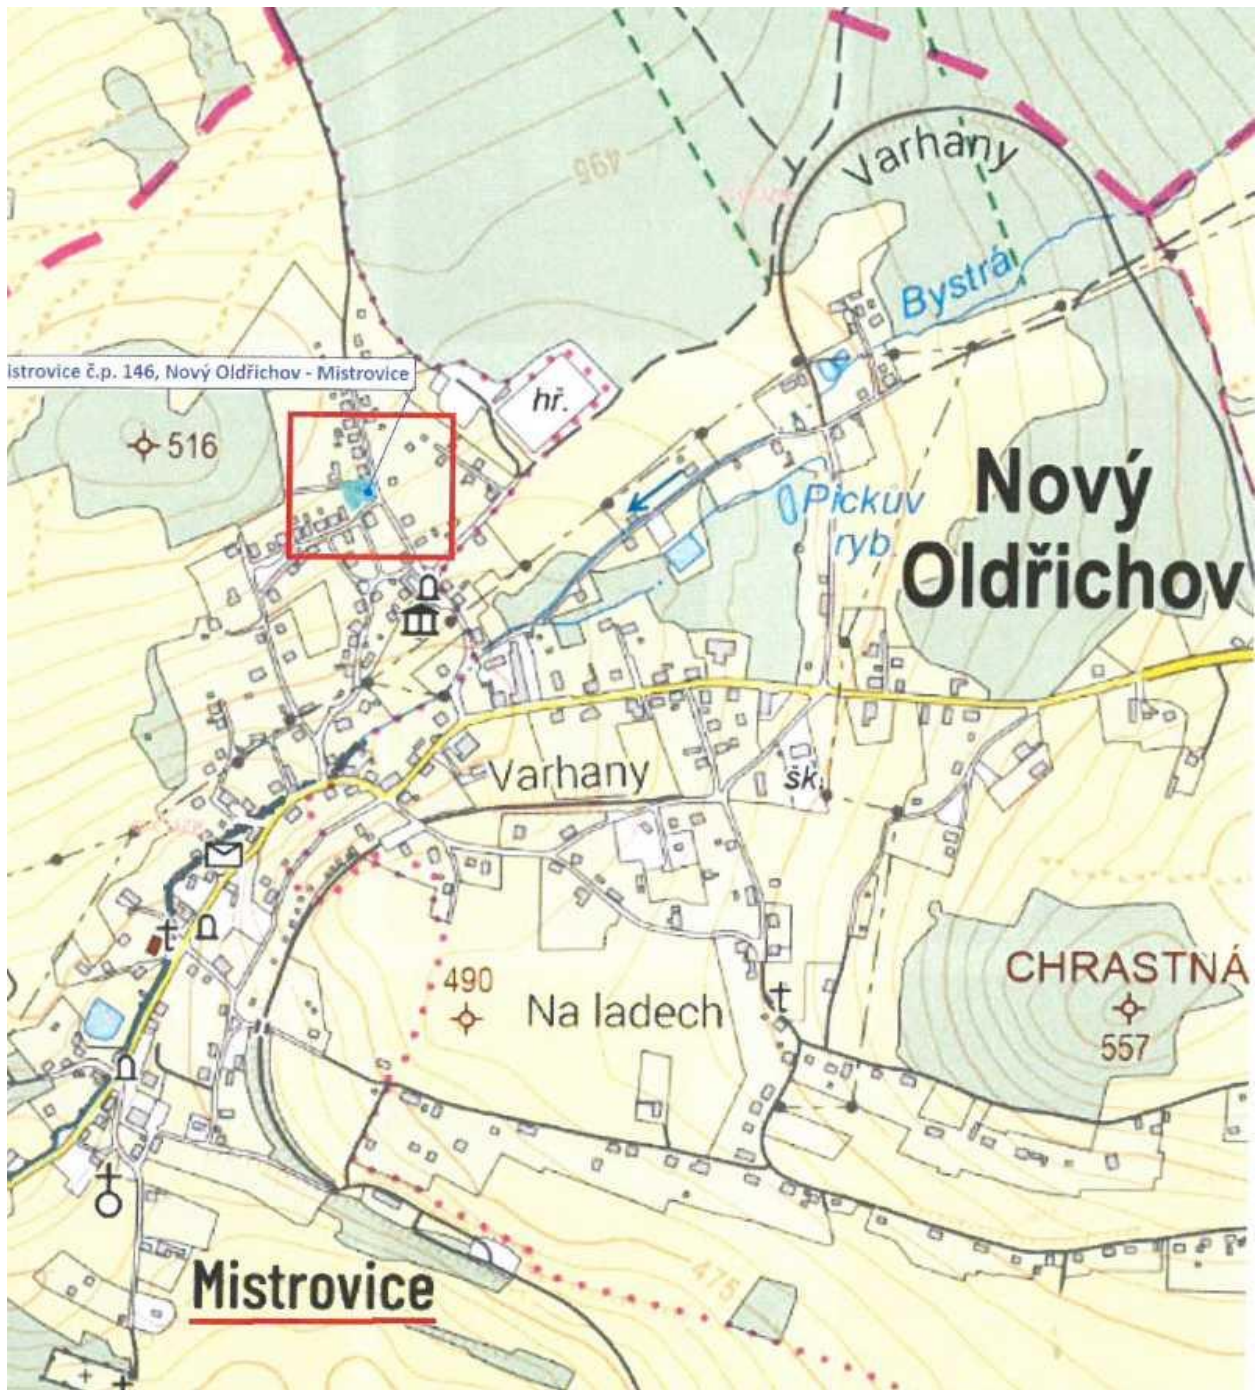 Varhany
495
Bystrá
istrovice č.p. 146, Nový Oldřichov - Mistrovice
hř.
516
Nový
Oldřichov
Pickův
ryb.
Varhany
šk.
CHRASTNÁ
490
Na ladech
557
475
Mistrovice